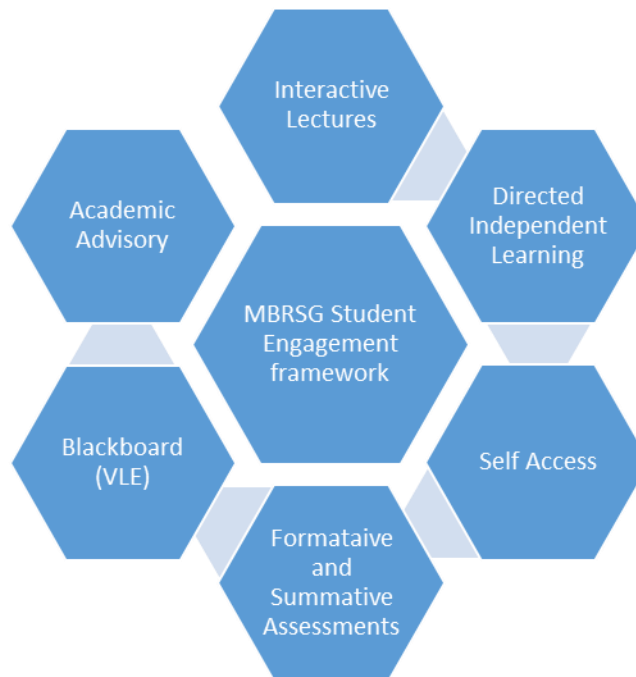 Interactive
Lectures
Directed
Independent
Learning
Self Access
Formataive
and
Summative
Assessments
Blackboard
(VLE)
Academic
Advisory
MBRSG Student
Engagement
framework